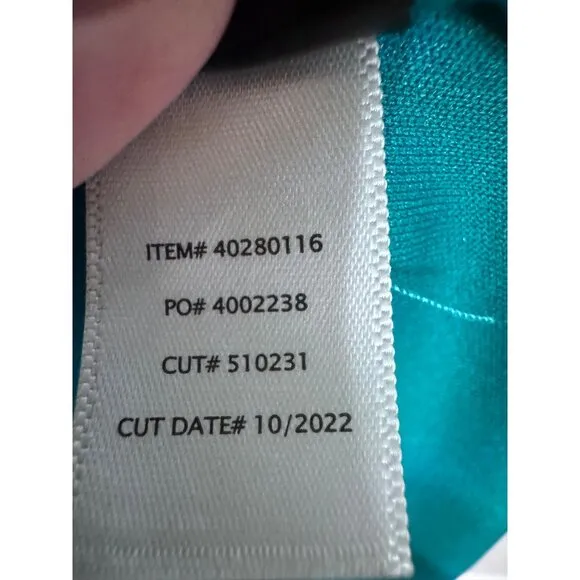 ITEM# 40280116
PO# 4002238
CUT# 510231
CUT DATE# 10/2022